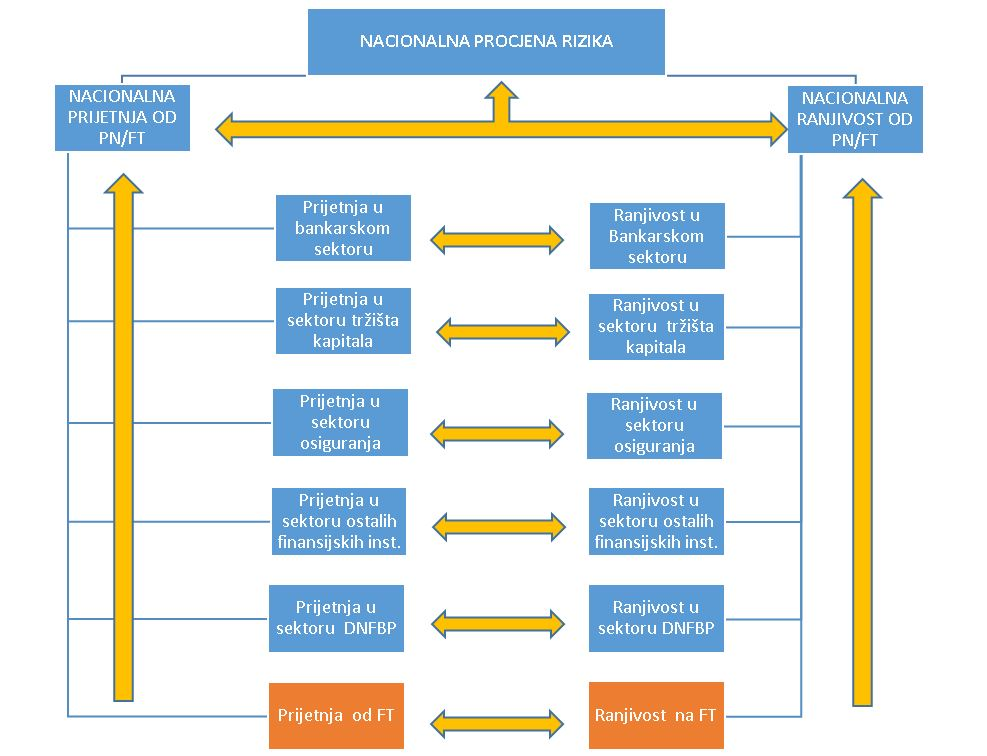 NACIONALNA PROCJENA RIZIKA
NACIONALNA
PRIJETNJA OD
PN/FT
NACIONALNA
RANJIVOST OD
PN/FT
Prijetnja u
bankarskom
sektoru
Ranjivost u
Bankarskom
sektoru
Prijetnja u
sektoru tržišta
kapitala
Ranjivost u
sektoru tržišta
kapitala
Prijetnja u
sektoru
osiguranja
Ranjivost u
sektoru
osiguranja
Prijetnja u
sektoru ostalih
finansijskih inst.
Ranjivost u
sektoru ostalih
finansijskih inst.
Prijetnja u
sektoru DNFBP
Ranjivost u
sektoru DNFBP
Prijetnja od FT
Ranjivost na FT